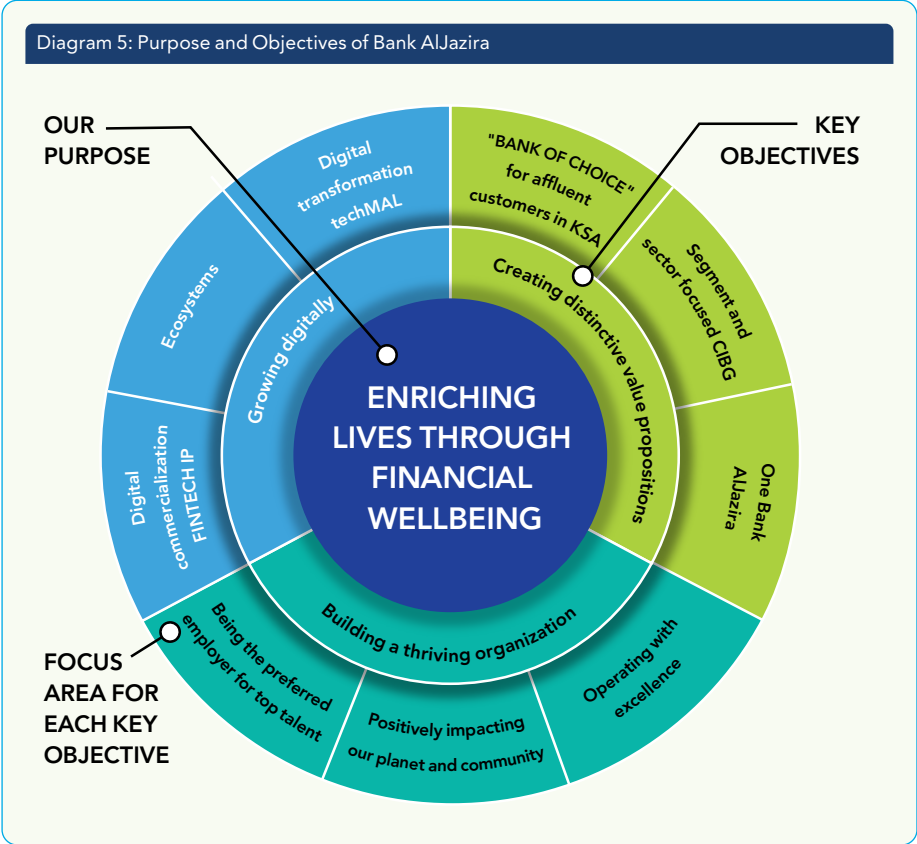 Diagram 5: Purpose and Objectives of Bank AlJazira
OUR
PURPOSE
KEY
OBJECTIVES
Digital
transformation
techMAL
"BANK OF CHOICE"
for affluent
customers in KSA
Segment and
sector focused CIBG
One Bank
AlJazira
Operating with
excellence
Positively impacting
our planet and community
Being the preferred
employer for top talent
Digital
commercialization
FINTECH IP
Ecosystems
Growing digitally
Creating distinctive value propositions
Building a thriving organization
ENRICHING
LIVES THROUGH
FINANCIAL
WELLBEING
FOCUS
AREA FOR
EACH KEY
OBJECTIVE